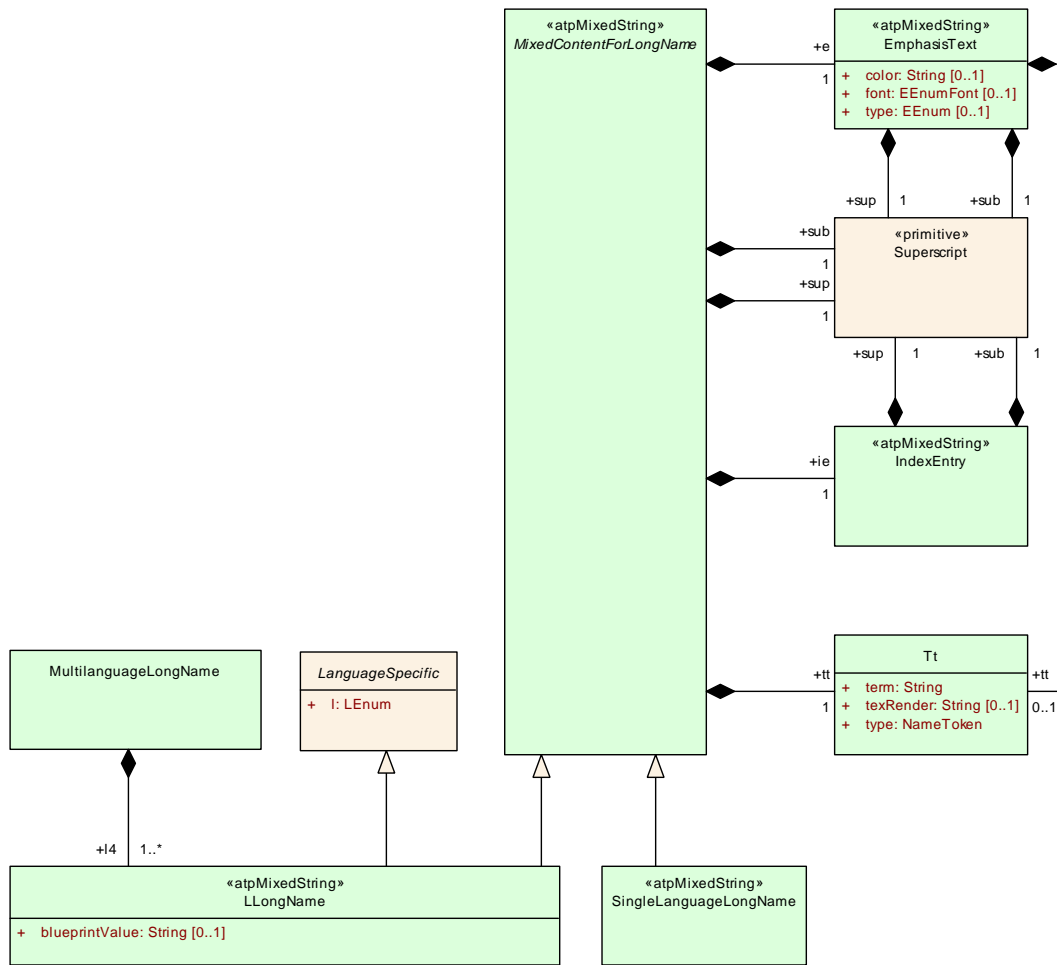 «atpMixedString»
MixedContentForLongName
«atpMixedString»
EmphasisText
+ color: String [0..1]
+ font: EEnumFont [0..1]
+ type: EEnum [0..1]
+e
1
+sup 1
+sub 1
«primitive»
Superscript
+sub
1
+sup
1
+sup 1
+sub 1
«atpMixedString»
IndexEntry
+ie
1
Tt
+ term: String
+ texRender: String [0..1]
+ type: NameToken
+tt
1
+tt
0..1
MultilanguageLongName
LanguageSpecific
+ l: LEnum
+l4 1..*
«atpMixedString»
LLongName
+ blueprintValue: String [0..1]
«atpMixedString»
SingleLanguageLongName